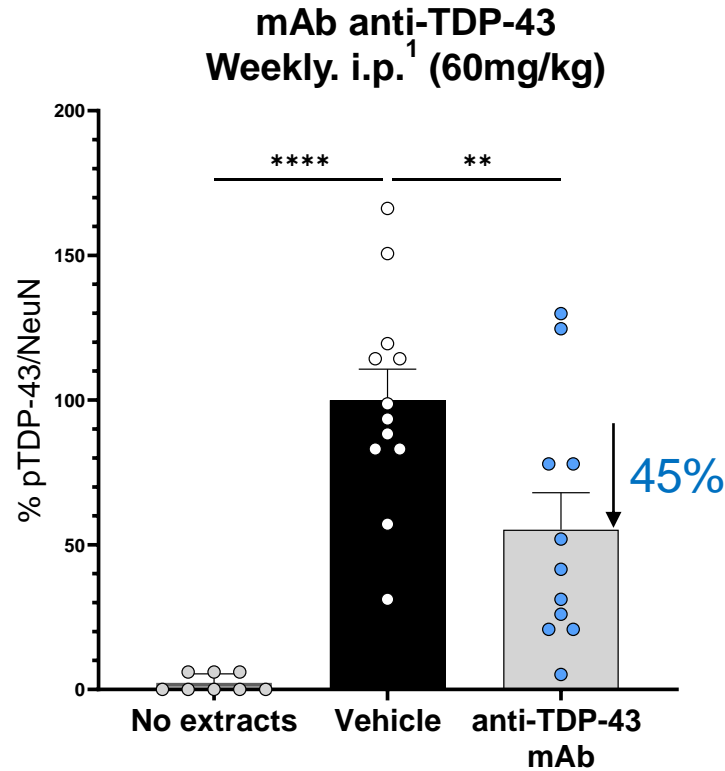 mAb anti-TDP-43
Weekly. i.p.1 (60mg/kg)
200
150
100
50
0
% pTDP-43/NeuN
****
**
45%
No extracts
Vehicle
anti-TDP-43
mAb